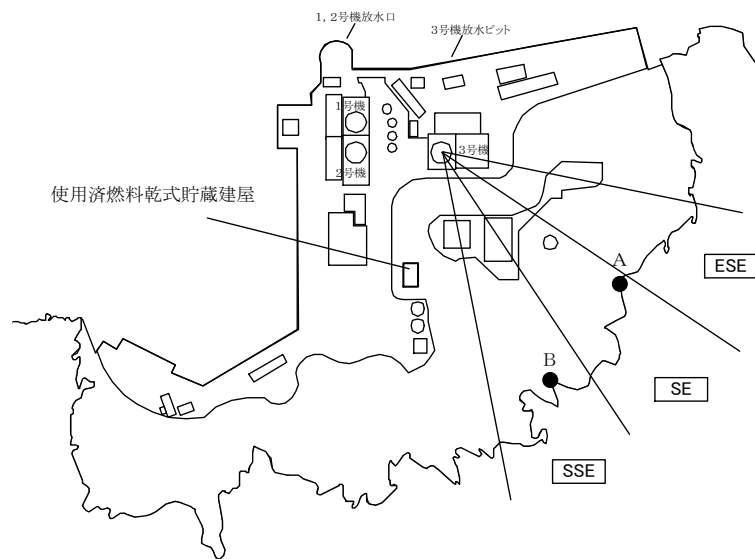 1, 2号機放水口
3号機放水ピット
1号機
3号機
2号機
使用済燃料乾式貯蔵建屋
A
ESE
B
SE
SSE